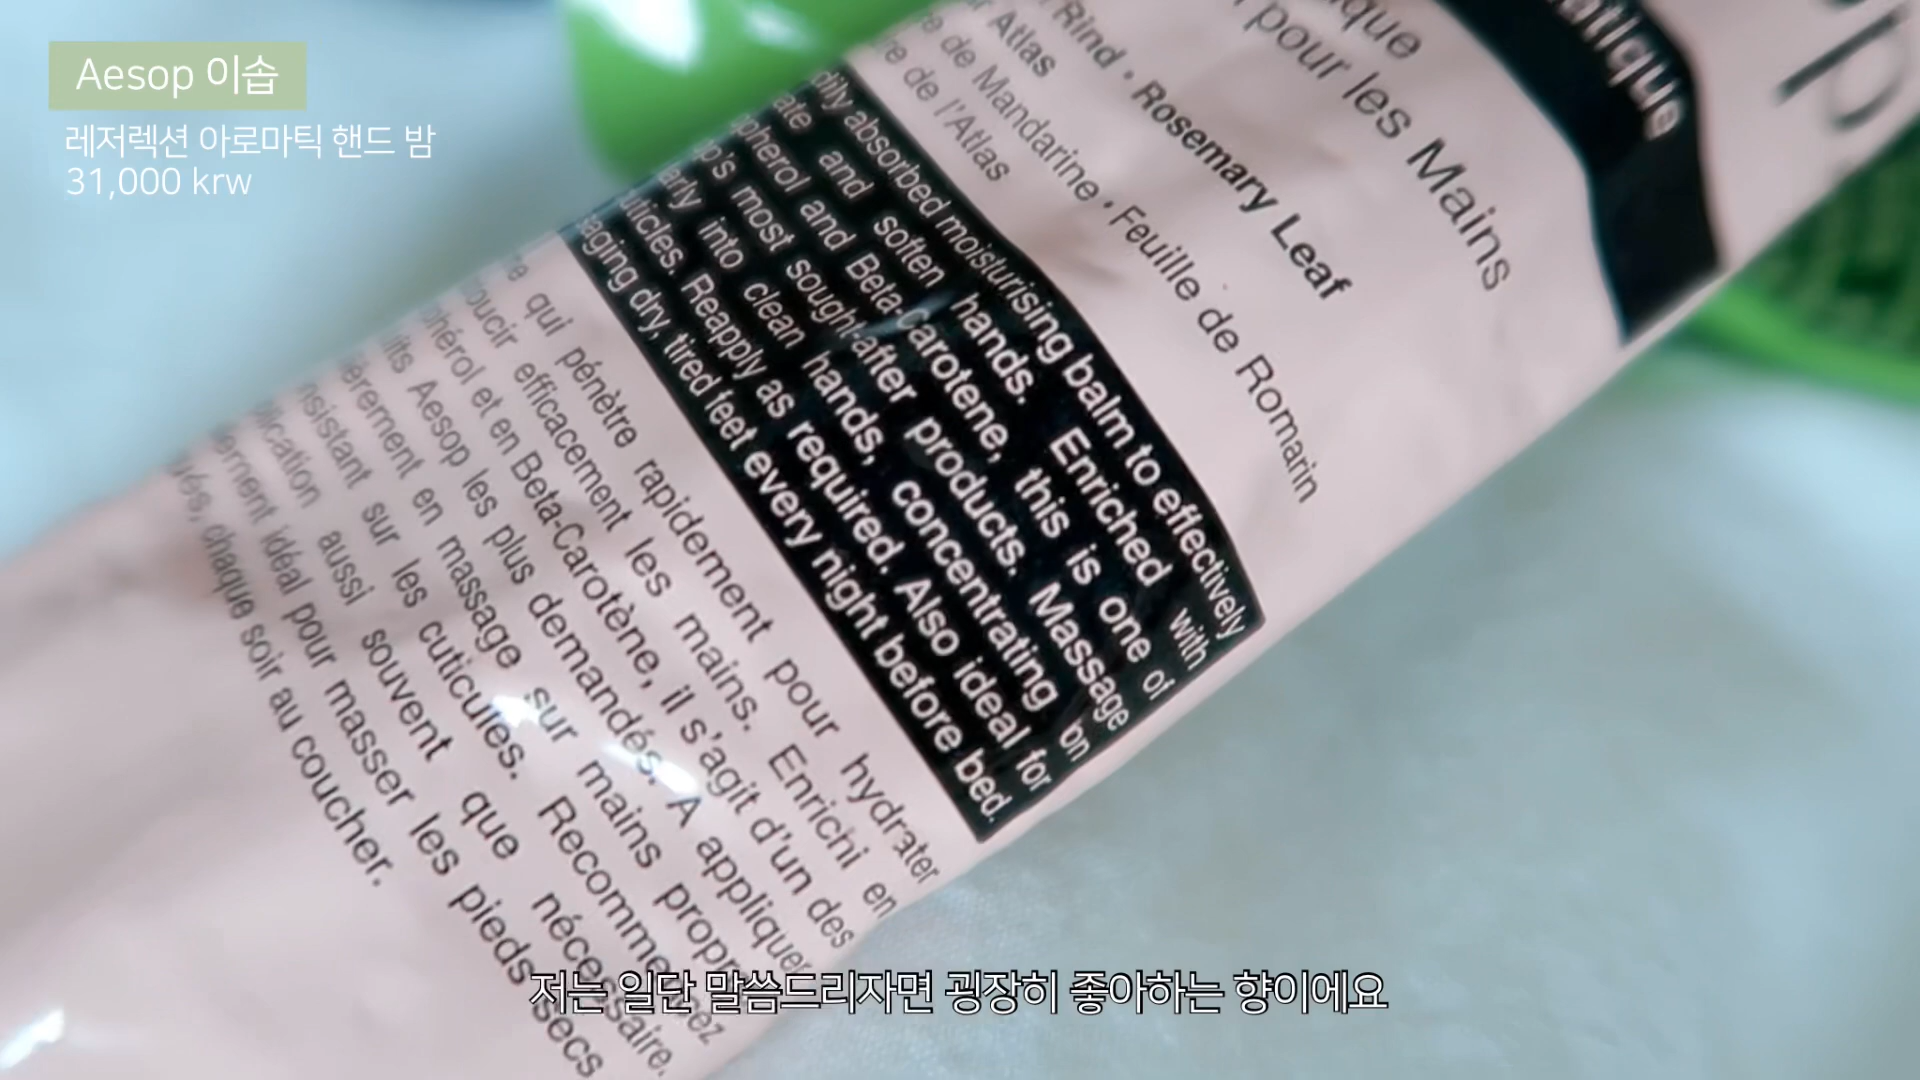 Aesop 이솝
레저렉션 아로마틱 핸드 밤
31,000 krw
pour les Mains
Rind · Rosemary Leaf
Atlas
de Mandarine · Feuille de Romarin
de l'Atlas
absorbed moisturising balm to effectively
and soften hands. Enriched with
and Beta-Carotene, this is one of
most sought-after products. Massage
into clean hands, concentrating on
Reapply as required. Also ideal for
dry, tired feet every night before bed.
qui pénètre rapidement pour hydrater
efficacement les mains. Enrichi en
et en Beta-Carotène, il s'agit d'un des
Aesop les plus demandés. A appliquer
en massage sur mains
sur les cuticules. Recommencez
aussi souvent que nécessaire.
idéal pour masser les pieds secs
chaque soir au coucher.
저는 일단 말씀드리자면 굉장히 좋아하는 향이에요